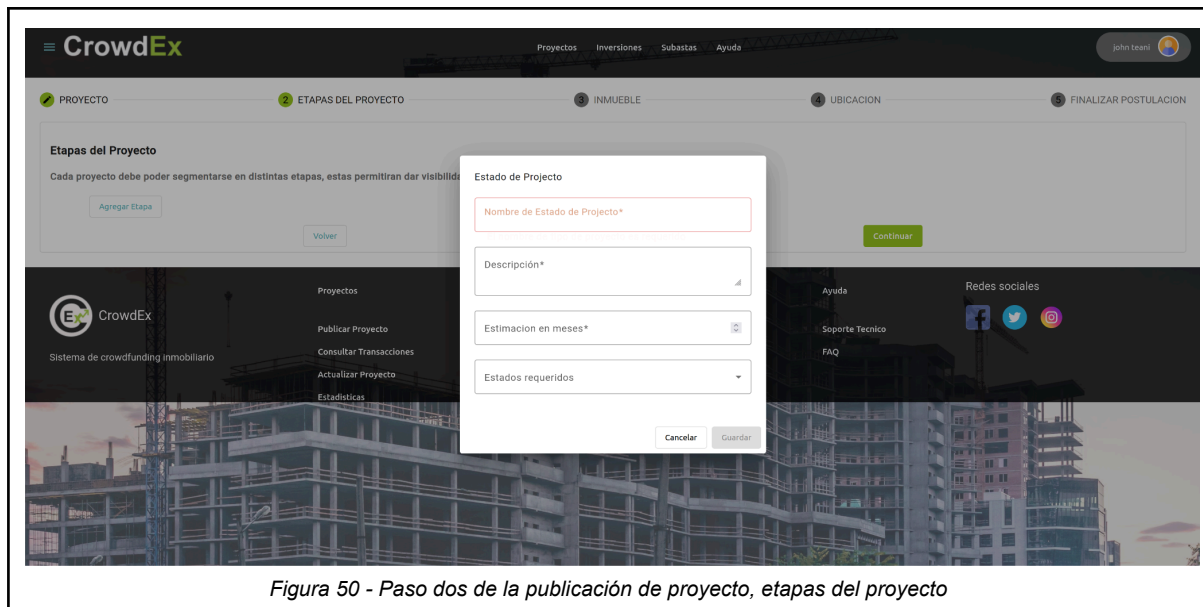 ≡ CrowdEx
Proyectos Inversiones Subastas Ayuda
john teani
PROYECTO
2 ETAPAS DEL PROYECTO
3 INMUEBLE
4 UBICACION
5 FINALIZAR POSTULACION
Etapas del Proyecto
Cada proyecto debe poder segmentarse en distintas etapas, estas permitiran dar visibilida
Agregar Etapa
Volver
Continuar
Estado de Projecto
Nombre de Estado de Projecto*
Descripción*
Estimacion en meses*
Estados requeridos
Cancelar Guardar
CrowdEx
Sistema de crowdfunding inmobiliario
Proyectos
Publicar Proyecto
Consultar Transacciones
Actualizar Proyecto
Estadisticas
Ayuda
Soporte Tecnico
FAQ
Redes sociales
Figura 50 - Paso dos de la publicación de proyecto, etapas del proyecto